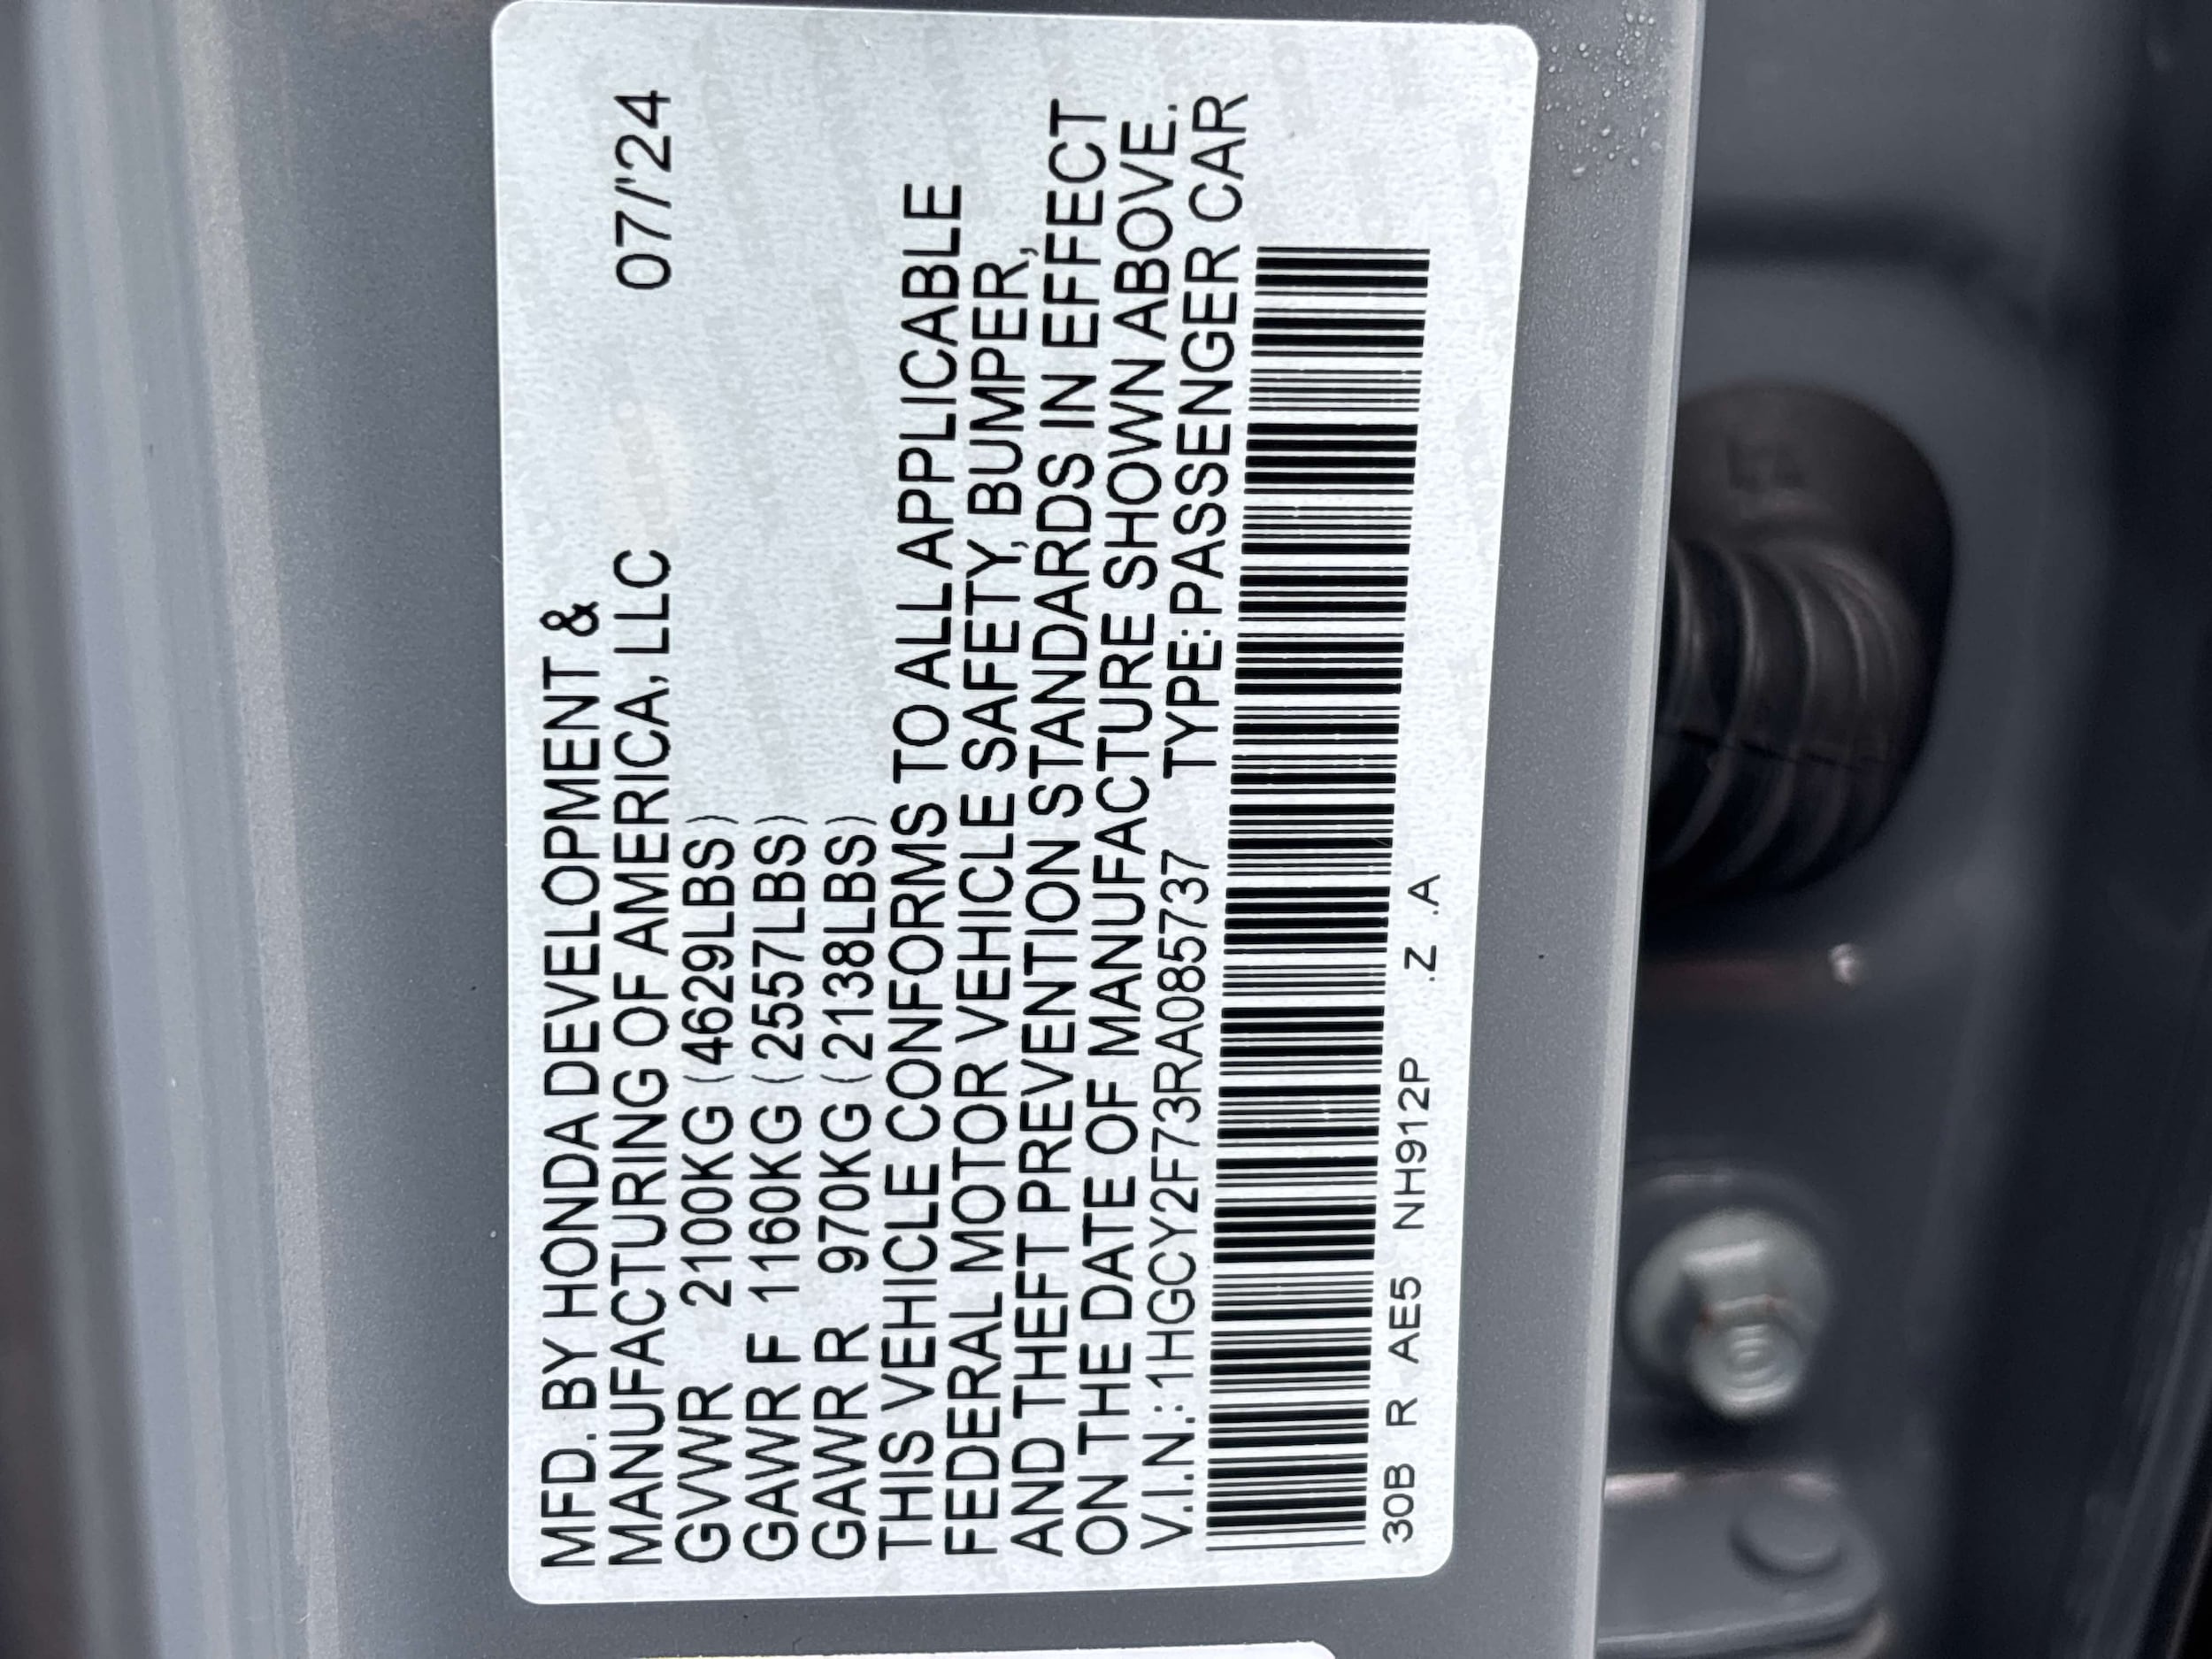 MFD. BY HONDA DEVELOPMENT &
MANUFACTURING OF AMERICA, LLC 07/'24
GVWR 2100KG (4629LBS)
GAWR F 1160KG (2557LBS)
GAWR R 970KG (2138LBS)
THIS VEHICLE CONFORMS TO ALL APPLICABLE
FEDERAL MOTOR VEHICLE SAFETY, BUMPER,
AND THEFT PREVENTION STANDARDS IN EFFECT
ON THE DATE OF MANUFACTURE SHOWN ABOVE.
V.I.N.: 1HGCY2F73RA085737 TYPE: PASSENGER CAR
30B R AE5 NH912P .Z .A